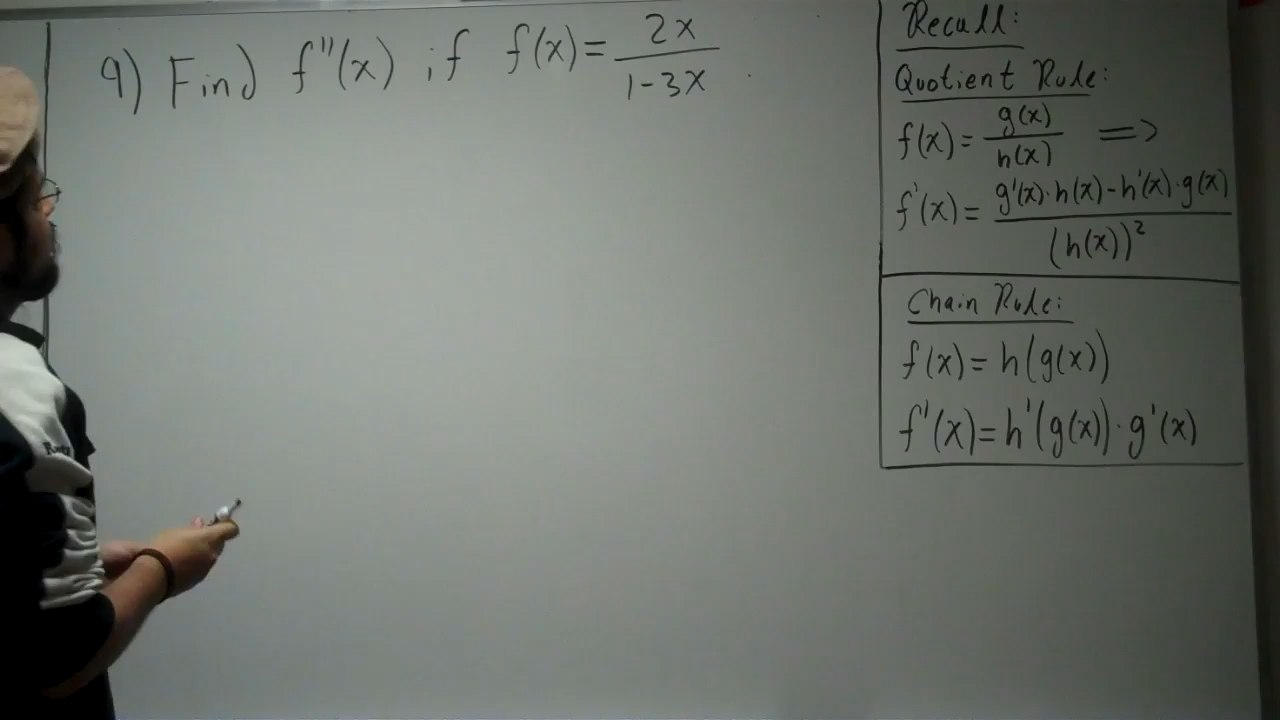 9) Find f''(x) if f(x) = 2x / 1-3x .
Recall:
Quotient Rule:
f(x) = g(x) / h(x) =>
f'(x) = g'(x)·h(x) - h'(x)·g(x) / (h(x))²
Chain Rule:
f(x) = h(g(x))
f'(x) = h'(g(x))·g'(x)